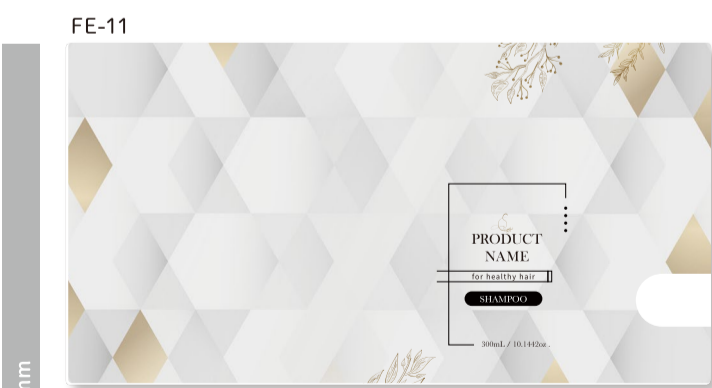 FE-11
PRODUCT
NAME
for healthy hair
SHAMPOO
300mL / 10.1442oz .